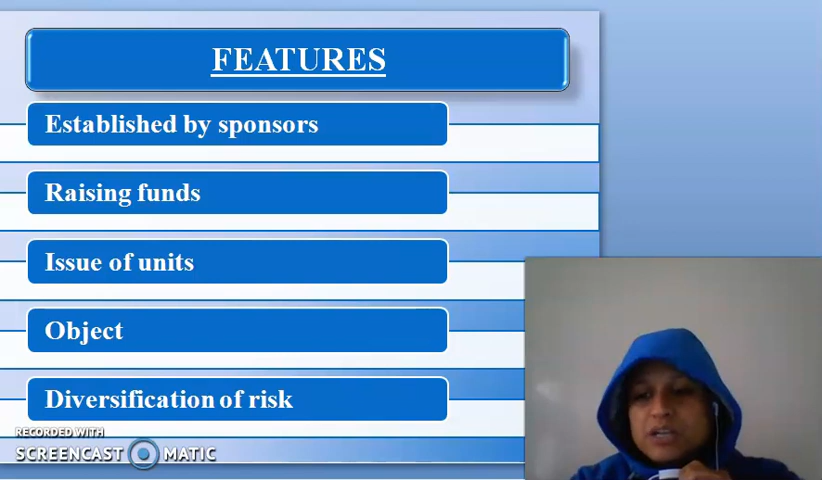 FEATURES
Established by sponsors
Raising funds
Issue of units
Object
Diversification of risk
RECORDED WITH
SCREENCAST MATIC